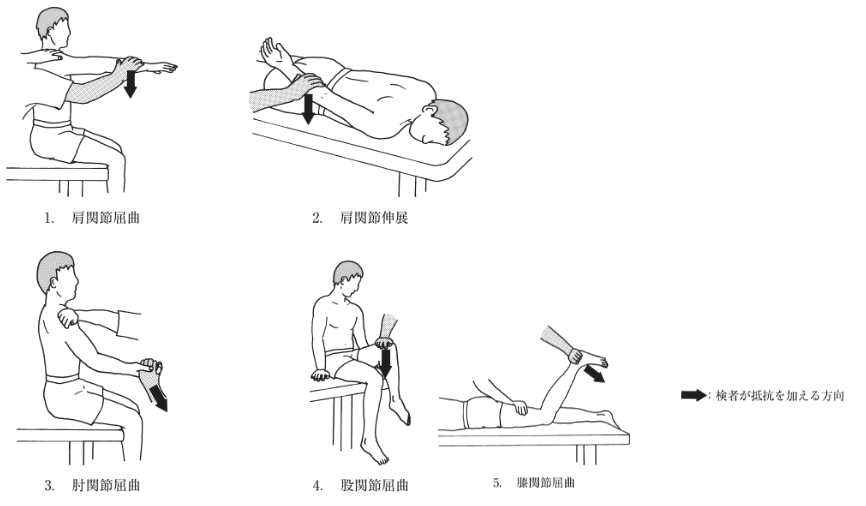 1. 肩関節屈曲
2. 肩関節伸展
3. 肘関節屈曲
4. 股関節屈曲
5. 膝関節屈曲
：検者が抵抗を加える方向